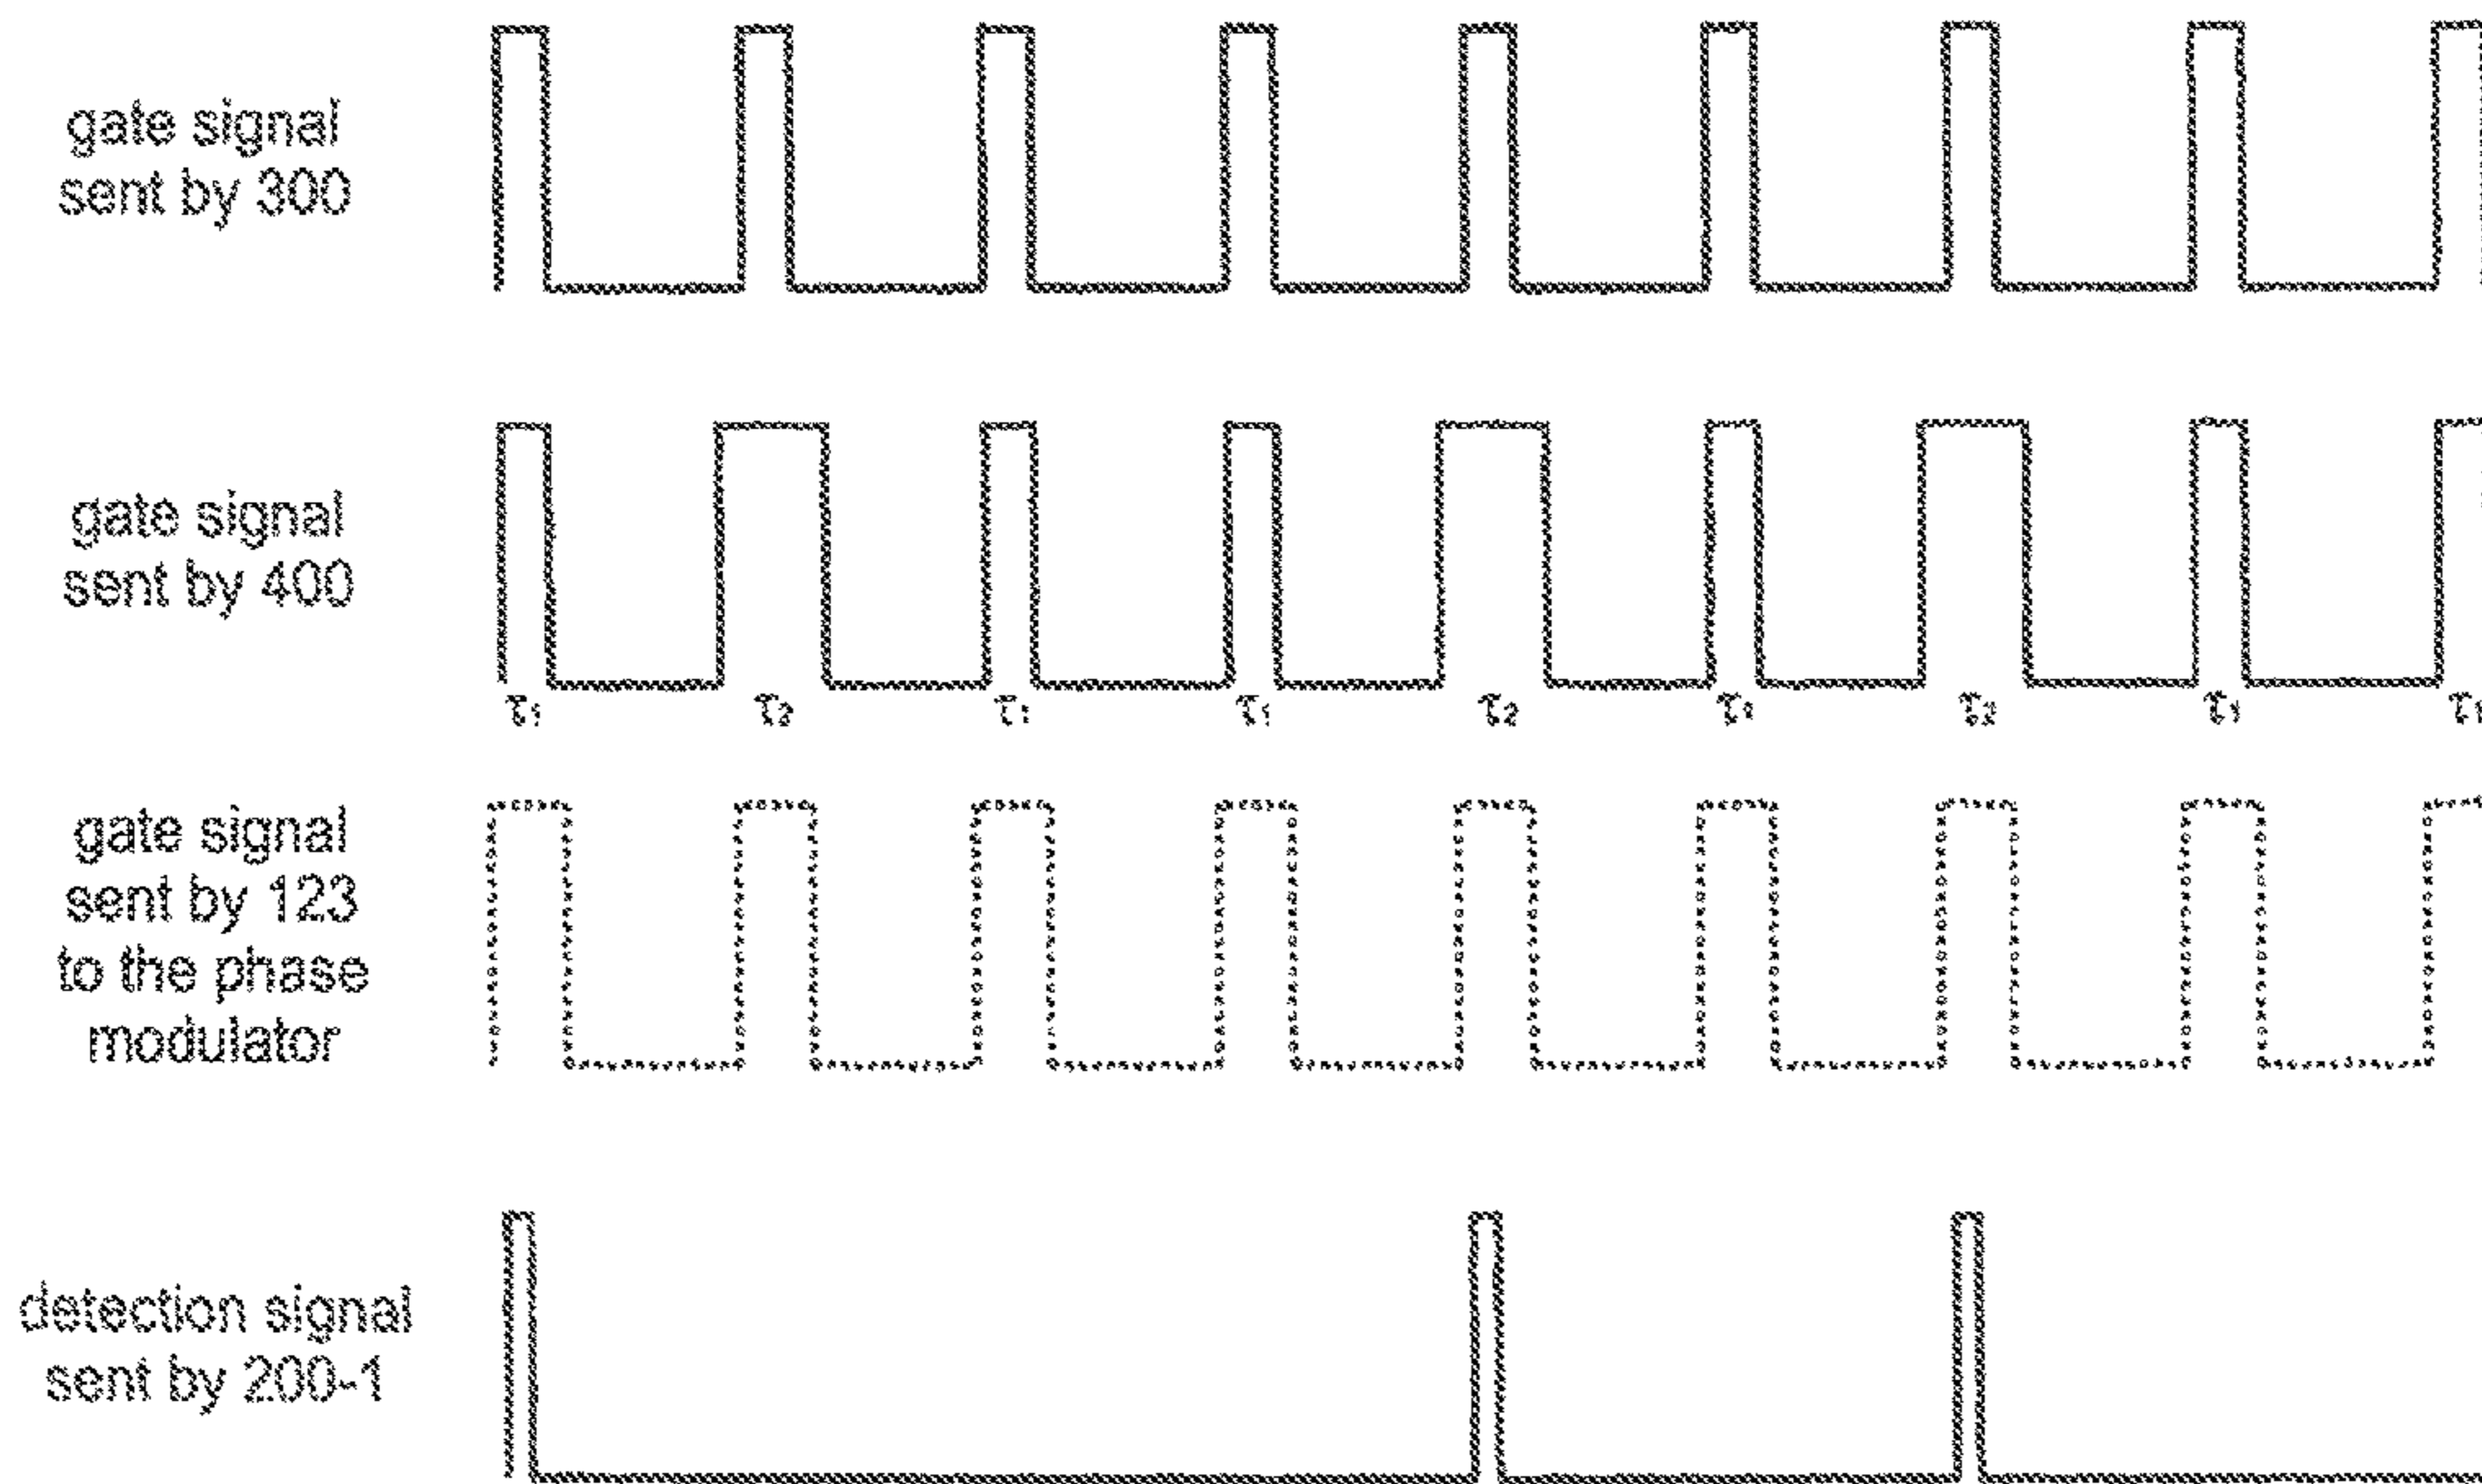 gate signal
sent by 300
gate signal
sent by 400
τ₁ τ₂ τ₁ τ₁ τ₂ τ₁ τ₂ τ₁ τ₁
gate signal
sent by 123
to the phase
modulator
detection signal
sent by 200-1